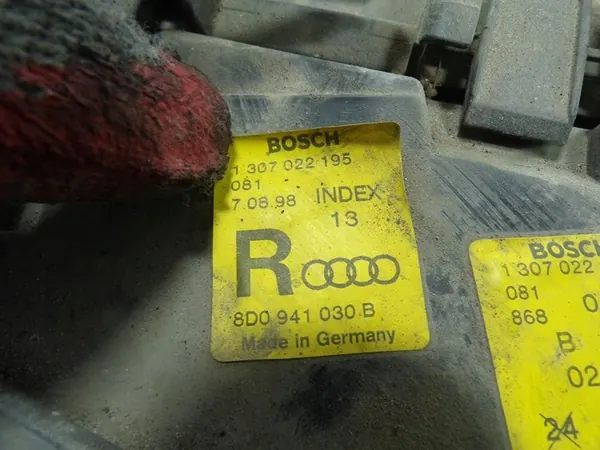 BOSCH
1 307 022 195
081
7.08.98 INDEX
13
R
8D0 941 030 B
Made in Germany
BOSCH
1 307 022
081
868
B
02
24